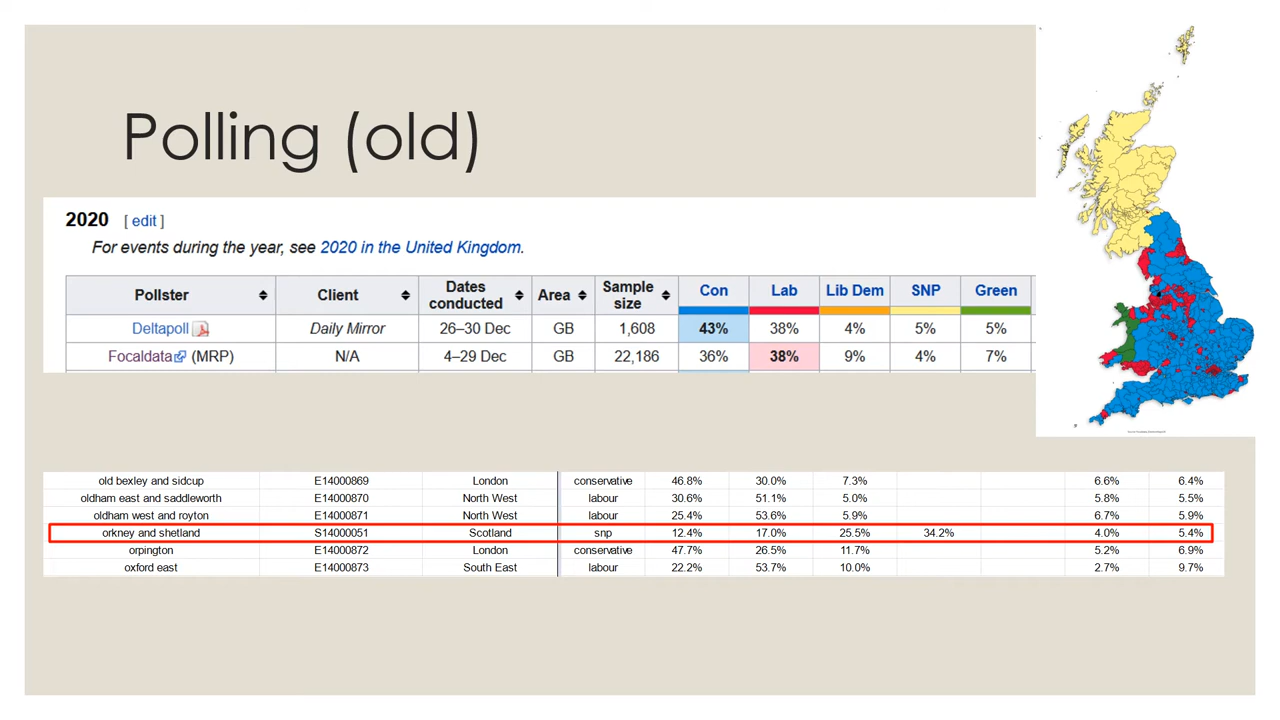 Polling (old)
2020 [ edit ]
For events during the year, see 2020 in the United Kingdom.
Pollster Client Dates conducted Area Sample size Con Lab Lib Dem SNP Green
Deltapoll Daily Mirror 26–30 Dec GB 1,608 43% 38% 4% 5% 5%
Focaldata (MRP) N/A 4–29 Dec GB 22,186 36% 38% 9% 4% 7%
old bexley and sidcup E14000869 London conservative 46.8% 30.0% 7.3% 6.6% 6.4%
oldham east and saddleworth E14000870 North West labour 30.6% 51.1% 5.0% 5.8% 5.5%
oldham west and royton E14000871 North West labour 25.4% 53.6% 5.9% 6.7% 5.9%
orkney and shetland S14000051 Scotland snp 12.4% 17.0% 25.5% 34.2% 4.0% 5.4%
orpington E14000872 London conservative 47.7% 26.5% 11.7% 5.2% 6.9%
oxford east E14000873 South East labour 22.2% 53.7% 10.0% 2.7% 9.7%